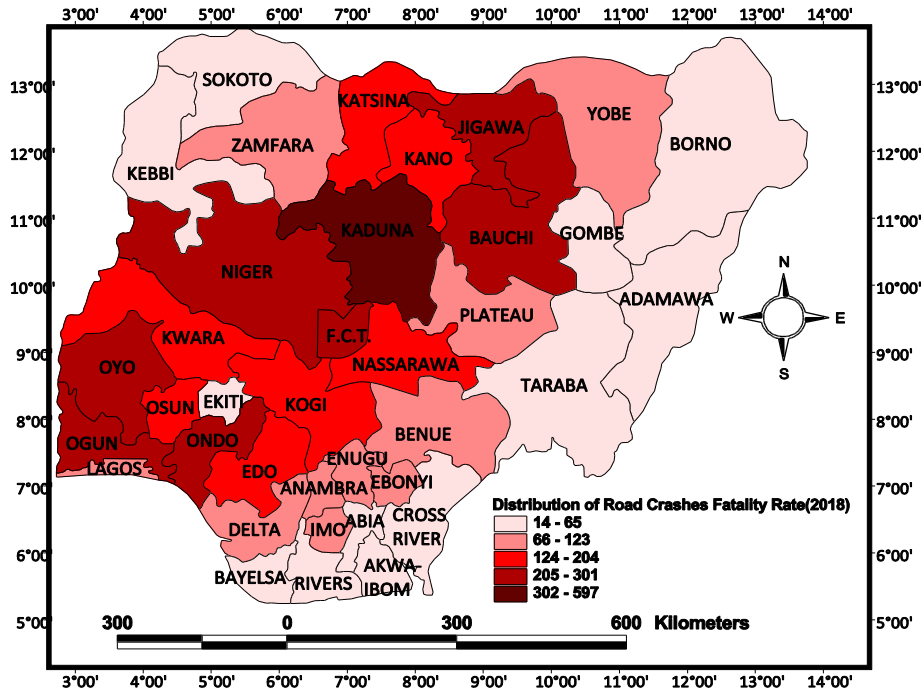 3°00' 4°00' 5°00' 6°00' 7°00' 8°00' 9°00' 10°00' 11°00' 12°00' 13°00' 14°00'
13°00' 13°00'
12°00' 12°00'
11°00' 11°00'
10°00' 10°00'
9°00' 9°00'
8°00' 8°00'
7°00' 7°00'
6°00' 6°00'
5°00' 5°00'
SOKOTO
KATSINA
ZAMFARA
JIGAWA
YOBE
BORNO
KANO
KEBBI
KADUNA
BAUCHI
GOMBE
NIGER
ADAMAWA
PLATEAU
KWARA
F.C.T.
NASSARAWA
OYO
TARABA
OSUN
EKITI
KOGI
OGUN
ONDO
BENUE
LAGOS
EDO
ENUGU
ANAMBRA
EBONYI
DELTA
IMO
ABIA
CROSS
RIVER
BAYELSA
RIVERS
AKWA-
IBOM
N
W E
S
Distribution of Road Crashes Fatality Rate(2018)
14 - 65
66 - 123
124 - 204
205 - 301
302 - 597
300 0 300 600 Kilometers
3°00' 4°00' 5°00' 6°00' 7°00' 8°00' 9°00' 10°00' 11°00' 12°00' 13°00' 14°00'